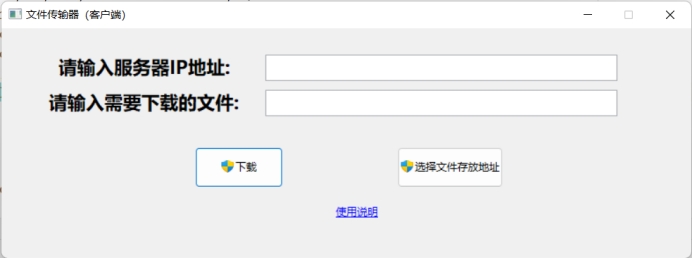 文件传输器（客户端）
请输入服务器IP地址:
请输入需要下载的文件:
下载
选择文件存放地址
使用说明